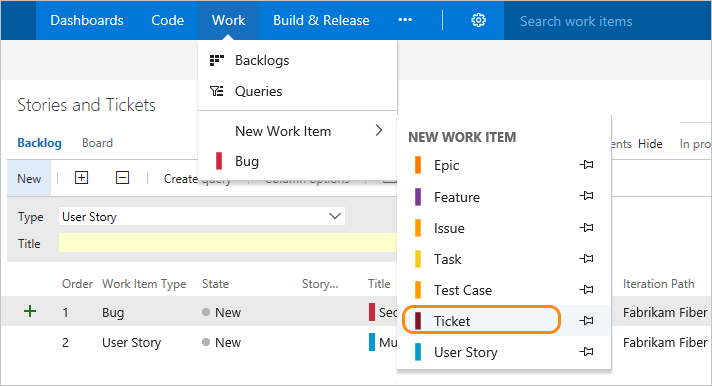 Dashboards Code Work Build & Release ••• Search work items
Backlogs
Queries
Stories and Tickets
New Work Item
NEW WORK ITEM
Backlog Board
Hide In pro
Bug
Epic
New Create query Column Options
Feature
Type User Story
Issue
Title
Task
Order Work Item Type State Story... Title
Test Case
Iteration Path
1 Bug New Sec
Ticket
Fabrikam Fiber
2 User Story New Mu
User Story
Fabrikam Fiber